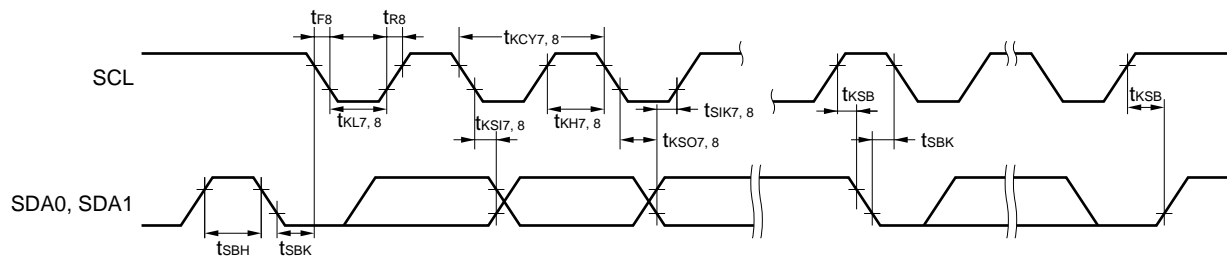 tF8 tR8
tKCY7, 8
SCL
tKSB tKSB
tKL7, 8 tKSI7, 8 tKH7, 8 tSIK7, 8
tKSO7, 8 tSBK
SDA0, SDA1
tSBH tSBK